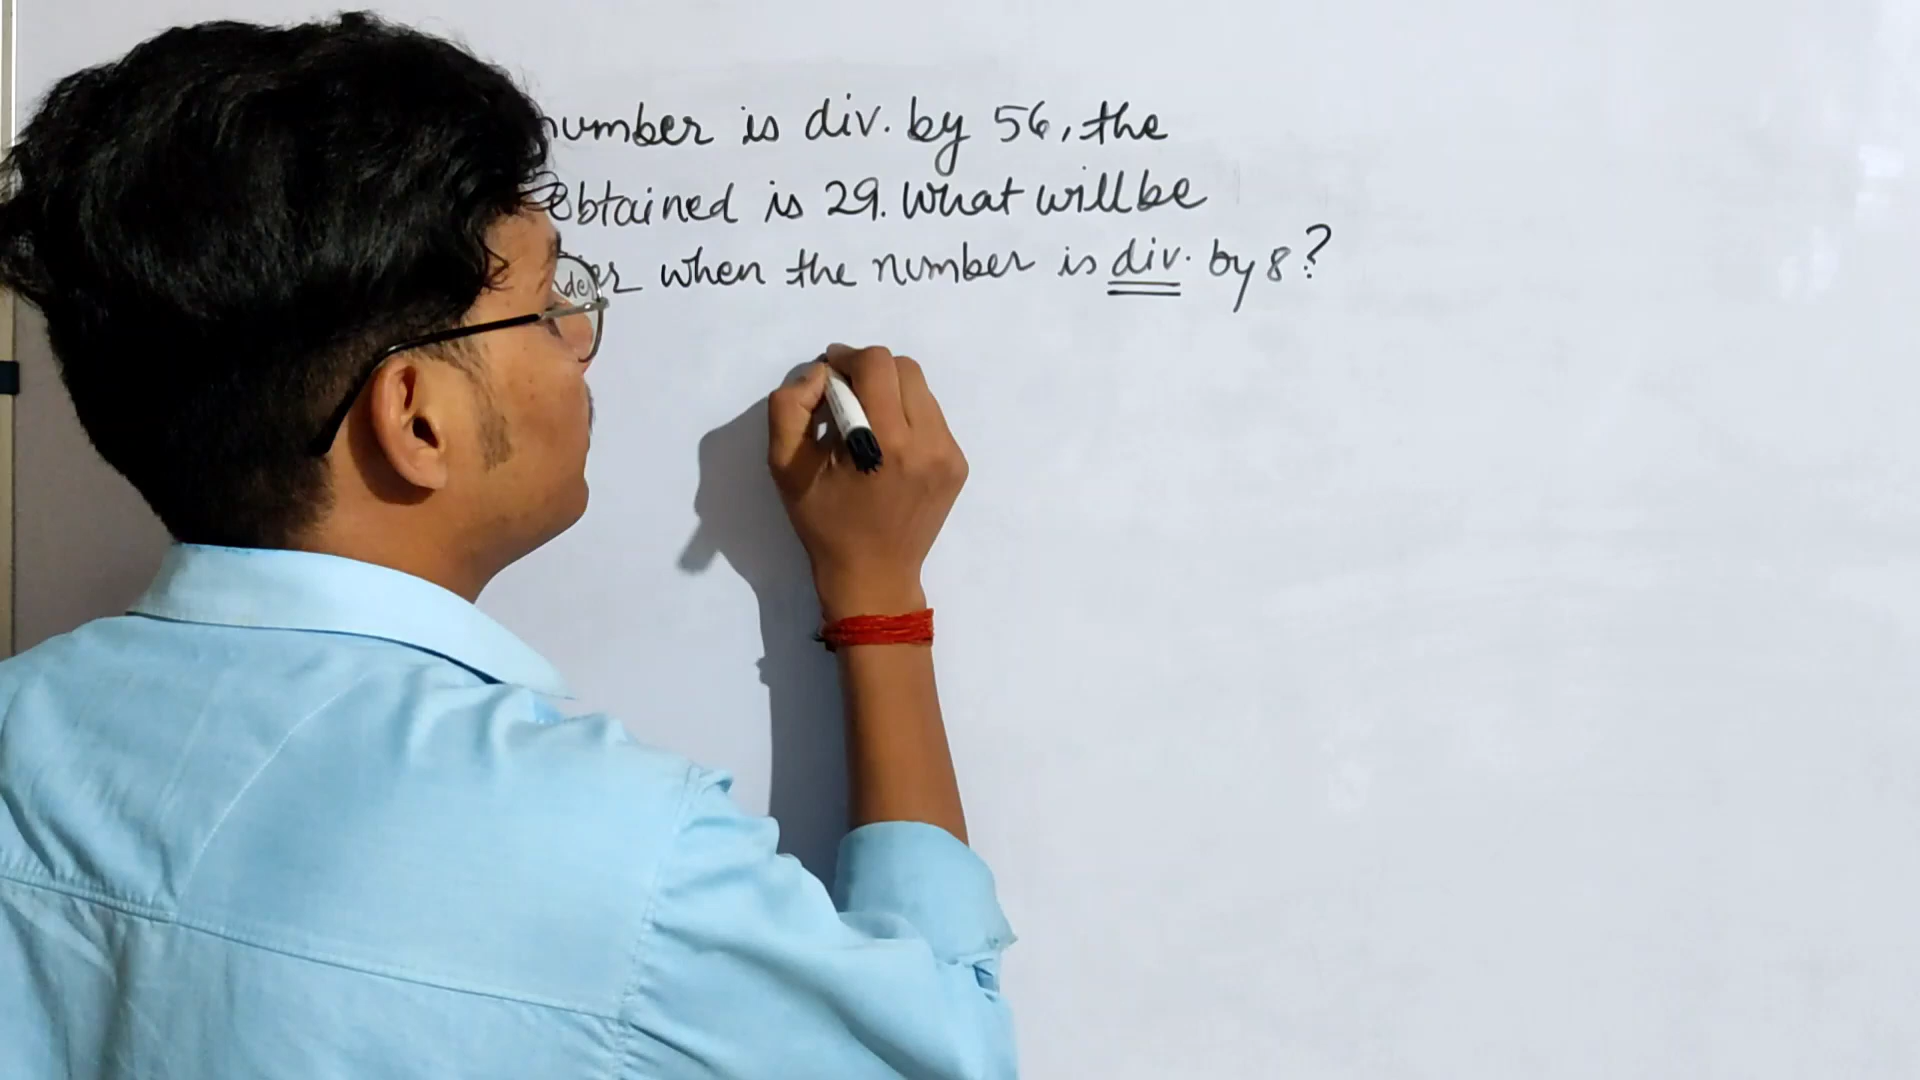 number is div. by 56, the
obtained is 29. What will be
when the number is div. by 8?